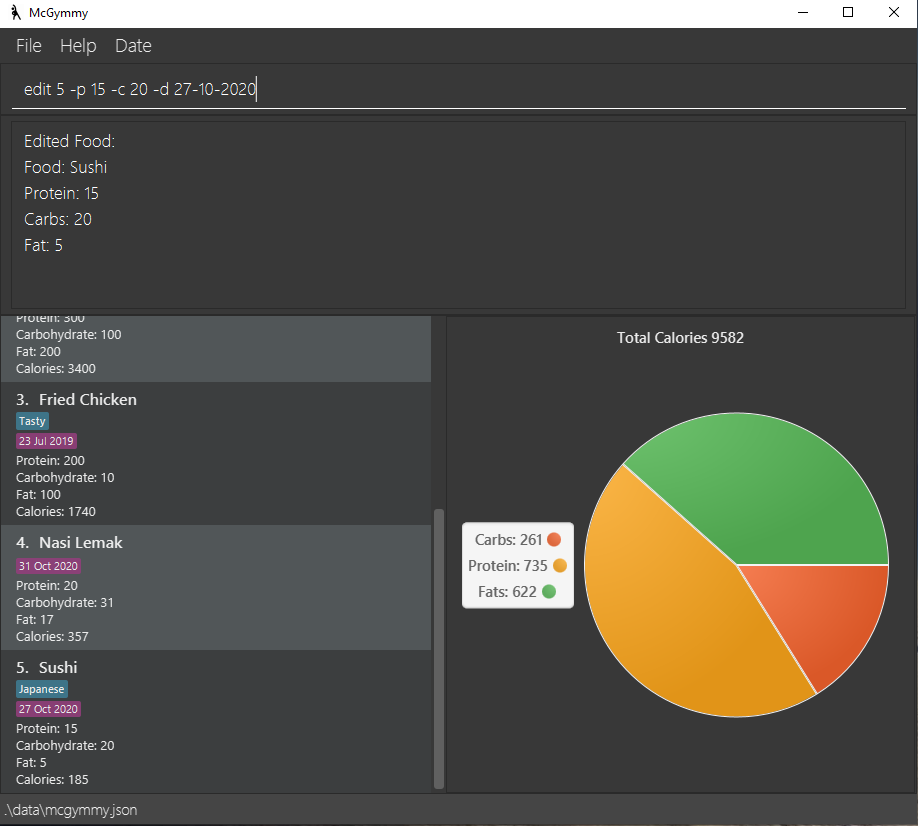 McGymmy
File Help Date
edit 5 -p 15 -c 20 -d 27-10-2020
Edited Food:
Food: Sushi
Protein: 15
Carbs: 20
Fat: 5
Protein: 300
Carbohydrate: 100
Fat: 200
Calories: 3400
3. Fried Chicken
Tasty
23 Jul 2019
Protein: 200
Carbohydrate: 10
Fat: 100
Calories: 1740
4. Nasi Lemak
31 Oct 2020
Protein: 20
Carbohydrate: 31
Fat: 17
Calories: 357
5. Sushi
Japanese
27 Oct 2020
Protein: 15
Carbohydrate: 20
Fat: 5
Calories: 185
Total Calories 9582
Carbs: 261
Protein: 735
Fats: 622
.\data\mcgymmy.json